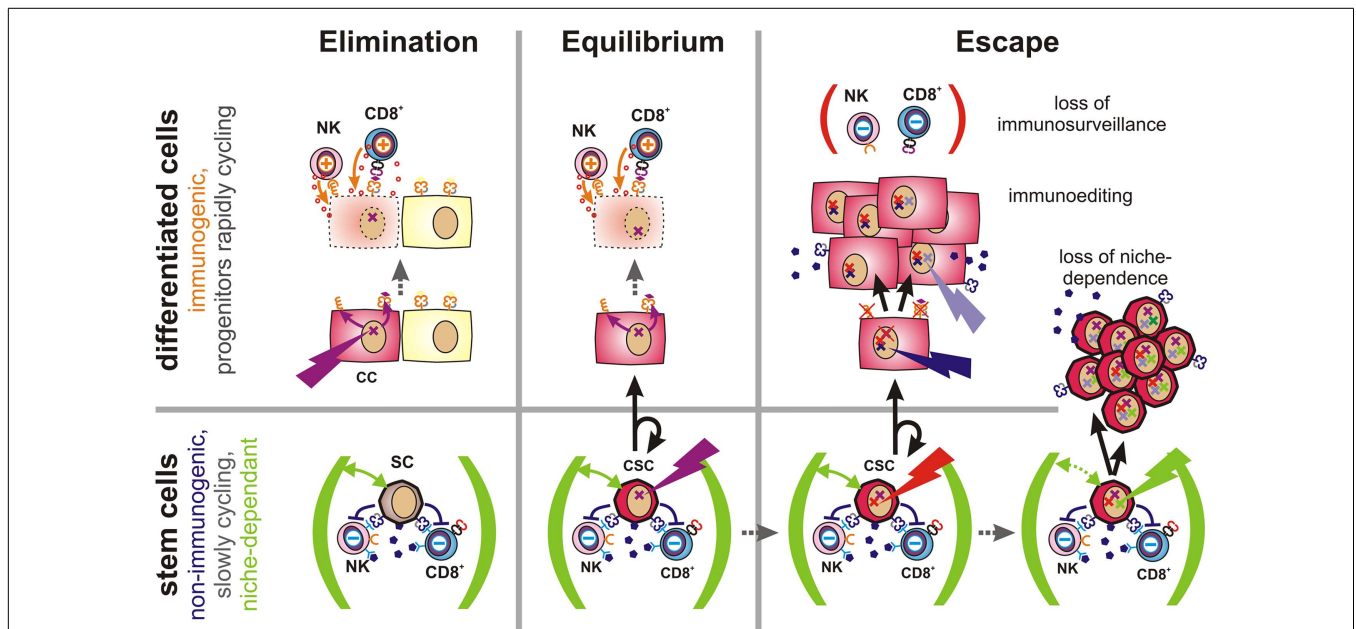 Elimination
Equilibrium
Escape
differentiated cells
immunogenic,
progenitors rapidly cycling
NK
CD8⁺
CC
NK
CD8⁺
NK
CD8⁺
loss of
immunosurveillance
immunoediting
loss of niche-
dependence
stem cells
non-immunogenic,
slowly cycling,
niche-dependant
SC
NK
CD8⁺
CSC
NK
CD8⁺
CSC
NK
CD8⁺
NK
CD8⁺